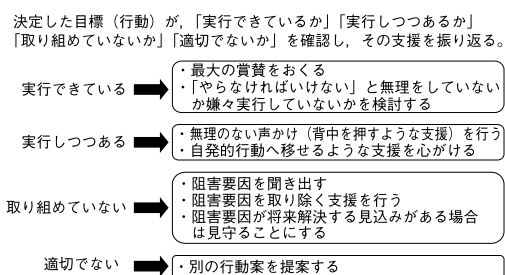 決定した目標（行動）が，「実行できているか」「実行しつつあるか」
「取り組めていないか」「適切でないか」を確認し，その支援を振り返る。
実行できている
・最大の賞賛をおくる
・「やらなければいけない」と無理をしていない
か嫌々実行していないかを検討する
実行しつつある
・無理のない声かけ（背中を押すような支援）を行う
・自発的行動へ移せるような支援を心がける
取り組めていない
・阻害要因を聞き出す
・阻害要因を取り除く支援を行う
・阻害要因が将来解決する見込みがある場合
は見守ることにする
適切でない
・別の行動案を提案する